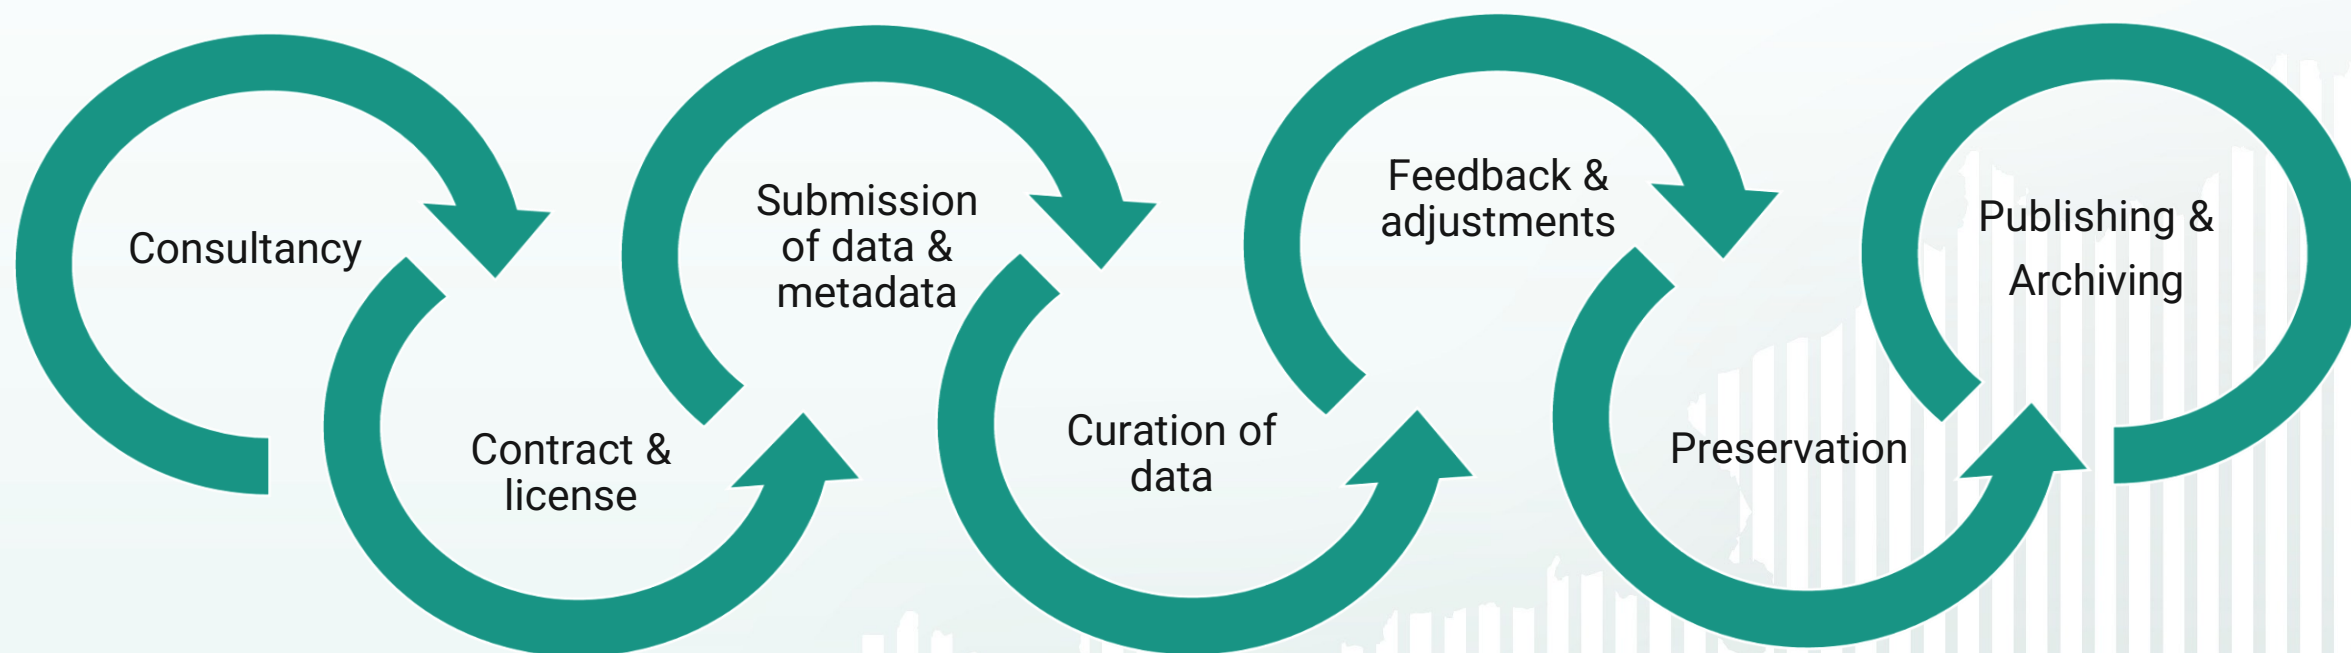 Consultancy
Contract &
license
Submission
of data &
metadata
Curation of
data
Feedback &
adjustments
Preservation
Publishing &
Archiving